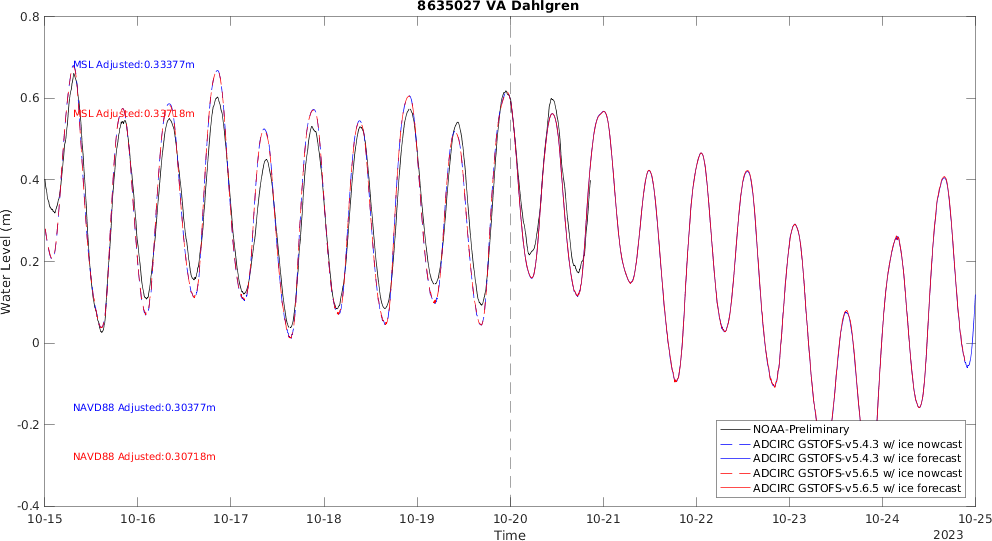 8635027 VA Dahlgren
0.8
0.6
0.4
0.2
0
-0.2
-0.4
Water Level (m)
MSL Adjusted:0.33377m
MSL Adjusted:0.33718m
NAVD88 Adjusted:0.30377m
NAVD88 Adjusted:0.30718m
NOAA-Preliminary
ADCIRC GSTOFS-v5.4.3 w/ ice nowcast
ADCIRC GSTOFS-v5.4.3 w/ ice forecast
ADCIRC GSTOFS-v5.6.5 w/ ice nowcast
ADCIRC GSTOFS-v5.6.5 w/ ice forecast
10-15 10-16 10-17 10-18 10-19 10-20 10-21 10-22 10-23 10-24 10-25
Time
2023